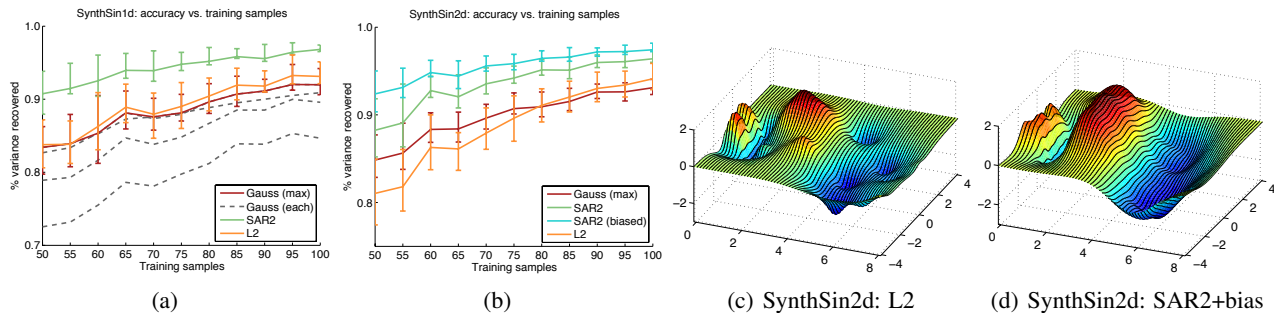 SynthSin1d: accuracy vs. training samples
% variance recovered
1.0
0.9
0.8
0.7
50 55 60 65 70 75 80 85 90 95 100
Training samples
Gauss (max)
Gauss (each)
SAR2
L2
(a)
SynthSin2d: accuracy vs. training samples
% variance recovered
1.0
0.9
0.8
50 55 60 65 70 75 80 85 90 95 100
Training samples
Gauss (max)
SAR2
SAR2 (biased)
L2
(b)
2
0
−2
0 2 4 6 8
−4 −2 0 2 4
(c) SynthSin2d: L2
2
0
−2
0 2 4 6 8
−4 −2 0 2 4
(d) SynthSin2d: SAR2+bias